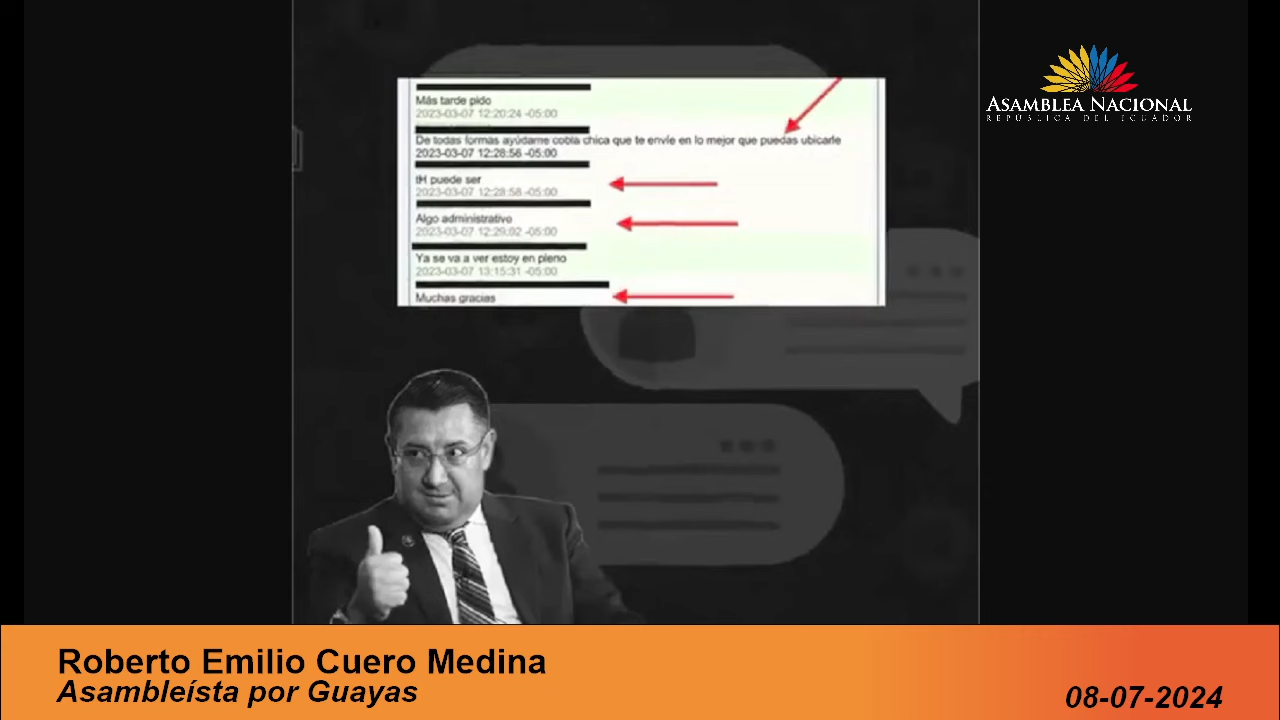 ASAMBLEA NACIONAL
REPÚBLICA DEL ECUADOR
Más tarde pido
2023-03-07 12:20:24 -05:00
De todas formas ayúdame cobla chica que te envíe en lo mejor que puedas ubicarle
2023-03-07 12:28:56 -05:00
tH puede ser
2023-03-07 12:28:58 -05:00
Algo administrativo
2023-03-07 12:29:02 -05:00
Ya se va a ver estoy en pleno
2023-03-07 13:15:31 -05:00
Muchas gracias
Roberto Emilio Cuero Medina
Asambleísta por Guayas
08-07-2024